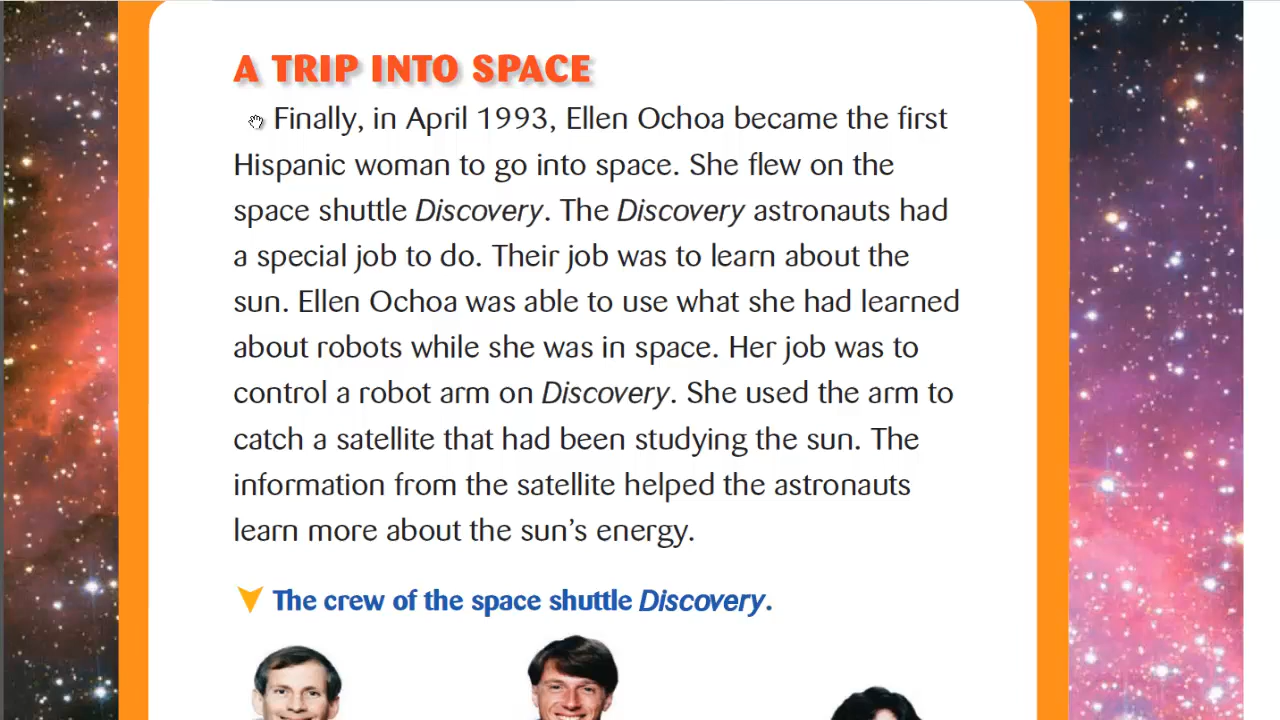 A TRIP INTO SPACE
Finally, in April 1993, Ellen Ochoa became the first
Hispanic woman to go into space. She flew on the
space shuttle Discovery. The Discovery astronauts had
a special job to do. Their job was to learn about the
sun. Ellen Ochoa was able to use what she had learned
about robots while she was in space. Her job was to
control a robot arm on Discovery. She used the arm to
catch a satellite that had been studying the sun. The
information from the satellite helped the astronauts
learn more about the sun’s energy.
The crew of the space shuttle Discovery.